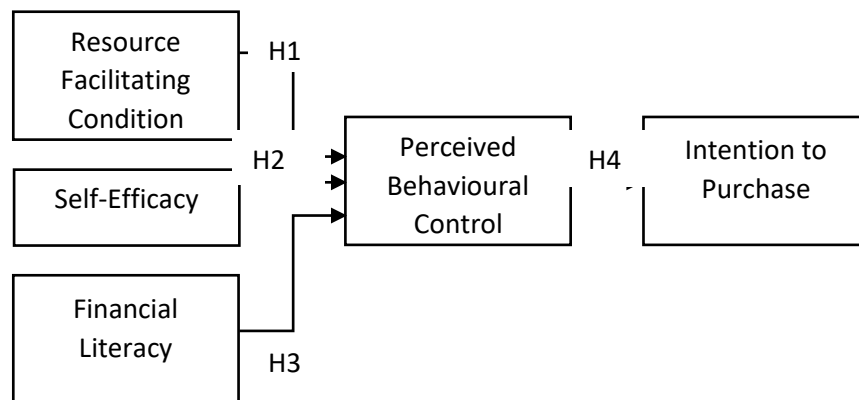 Resource
Facilitating
Condition
H1
H2
Self-Efficacy
Financial
Literacy
H3
Perceived
Behavioural
Control
H4
Intention to
Purchase